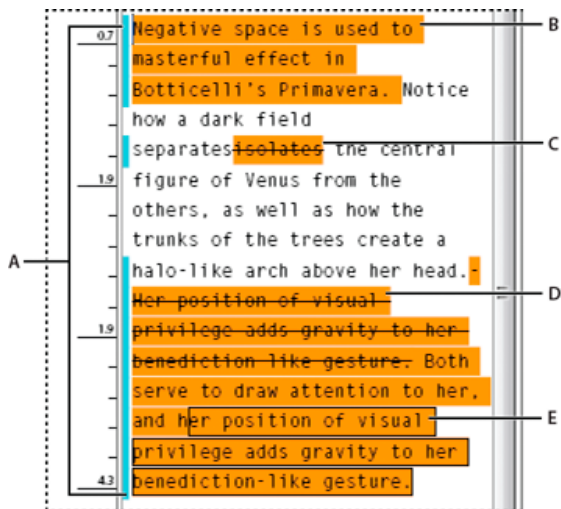 Negative space is used to B
0.7
masterful effect in
Botticelli's Primavera. Notice
how a dark field
separatesisolates the central C
1.9 figure of Venus from the
others, as well as how the
trunks of the trees create a
A halo-like arch above her head.
Her position of visual D
1.9 privilege adds gravity to her
benediction-like gesture. Both
serve to draw attention to her,
and her position of visual E
privilege adds gravity to her
4.3 benediction-like gesture.